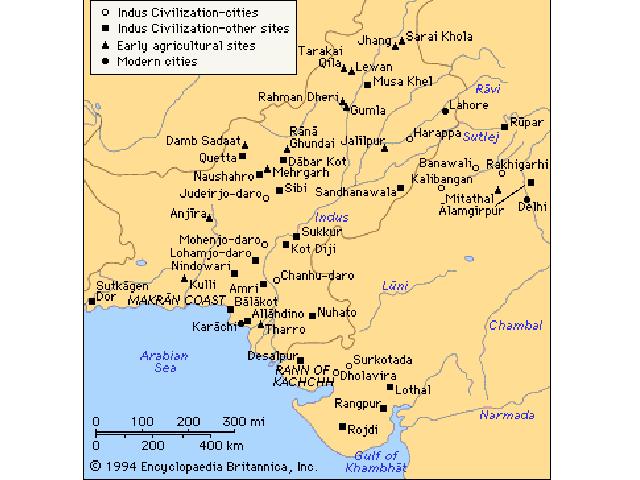 Indus Civilization-cities
Indus Civilization-other sites
Early agricultural sites
Modern cities
Jhang
Sarai Khola
Tarakai
Qila
Lewan
Musa Khel
Rāvi
Rahman Dheri
Gumla
Lahore
Rānā
Ghundai
Damb Sadaat
Jalilpur
Harappa
Sutlej
Rūpar
Quetta
Dābar Kot
Banawali
Rakhigarhi
Naushahro
Mehrgarh
Kalibangan
Judeirjo-daro
Sibi
Sandhanawala
Mitathal
Alamgirpur
Delhi
Anjīra
Indus
Sukkur
Mohenjo-daro
Kot Diji
Lohamjo-daro
Nindowari
Chanhu-daro
Kulli
Amri
Lūni
Sutkāgen
Dor
MAKRĀN COAST
Bālākot
Allāhdino
Nuhato
Karāchi
Tharro
Chambal
Arabian
Sea
Desalpur
Surkotada
RANN OF
KACHCHH
Dholavira
Lothal
Rangpur
Narmada
Rojdi
0 100 200 300 mi
0 200 400 km
Gulf of
Khambhāt
© 1994 Encyclopaedia Britannica, Inc.